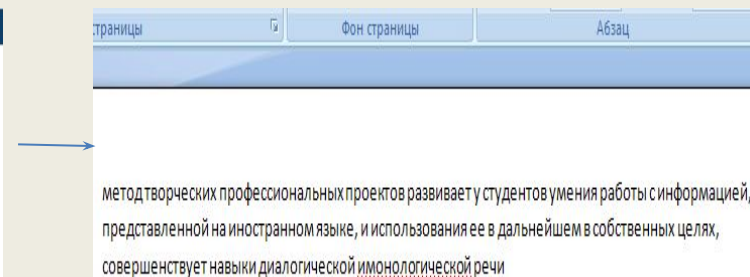 траницы Фон страницы Абзац
метод творческих профессиональных проектов развивает у студентов умения работы с информацией,
представленной на иностранном языке, и использования ее в дальнейшем в собственных целях,
совершенствует навыки диалогической имонологической речи